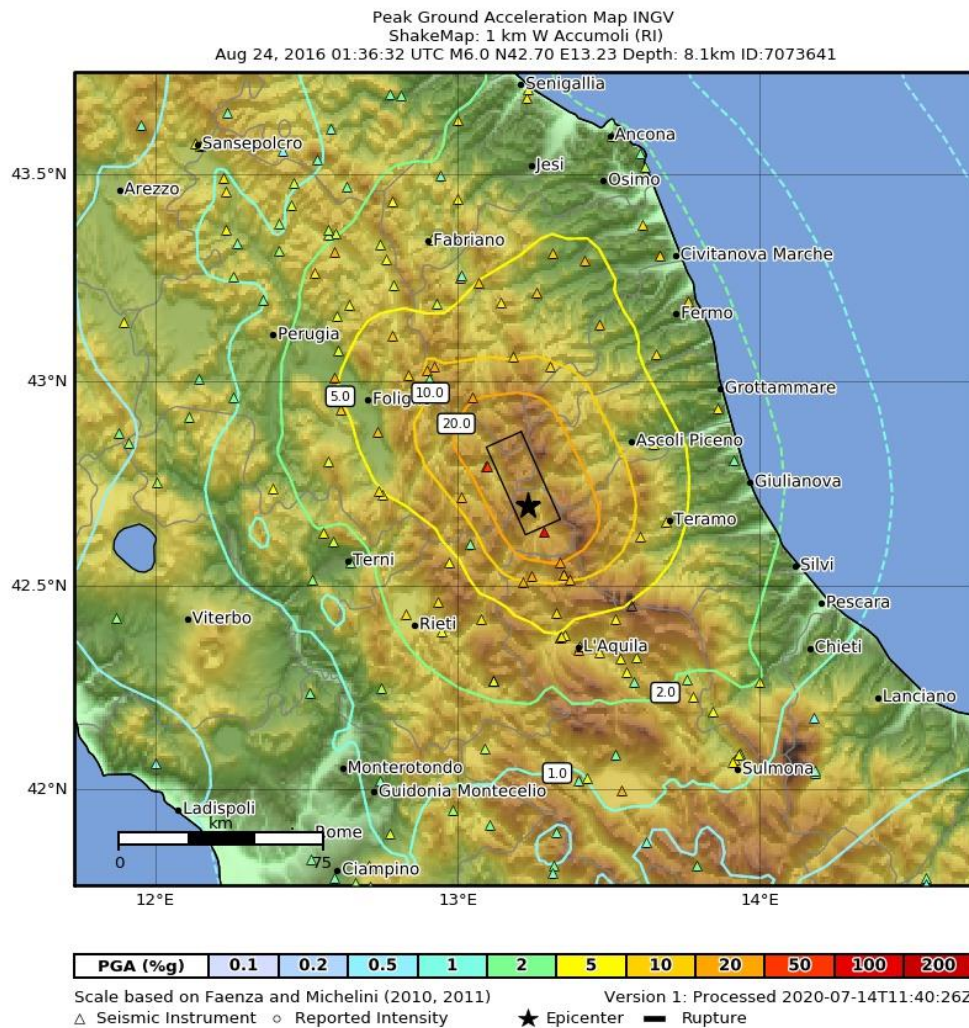 Peak Ground Acceleration Map INGV
ShakeMap: 1 km W Accumoli (RI)
Aug 24, 2016 01:36:32 UTC M6.0 N42.70 E13.23 Depth: 8.1km ID:7073641
Senigallia
Ancona
Sansepolcro
43.5°N
Jesi
Osimo
Arezzo
Fabriano
Civitanova Marche
Fermo
Perugia
43°N
Grottammare
5.0
10.0
20.0
Ascoli Piceno
Giulianova
Teramo
Terni
42.5°N
Silvi
Pescara
Viterbo
Rieti
L'Aquila
Chieti
2.0
Lanciano
Monterotondo
1.0
Sulmona
42°N
Guidonia Montecelio
Ladispoli
km
0
75
Ciampino
12°E 13°E 14°E
PGA (%g) 0.1 0.2 0.5 1 2 5 10 20 50 100 200
Scale based on Faenza and Michelini (2010, 2011) Version 1: Processed 2020-07-14T11:40:26Z
Seismic Instrument Reported Intensity Epicenter Rupture